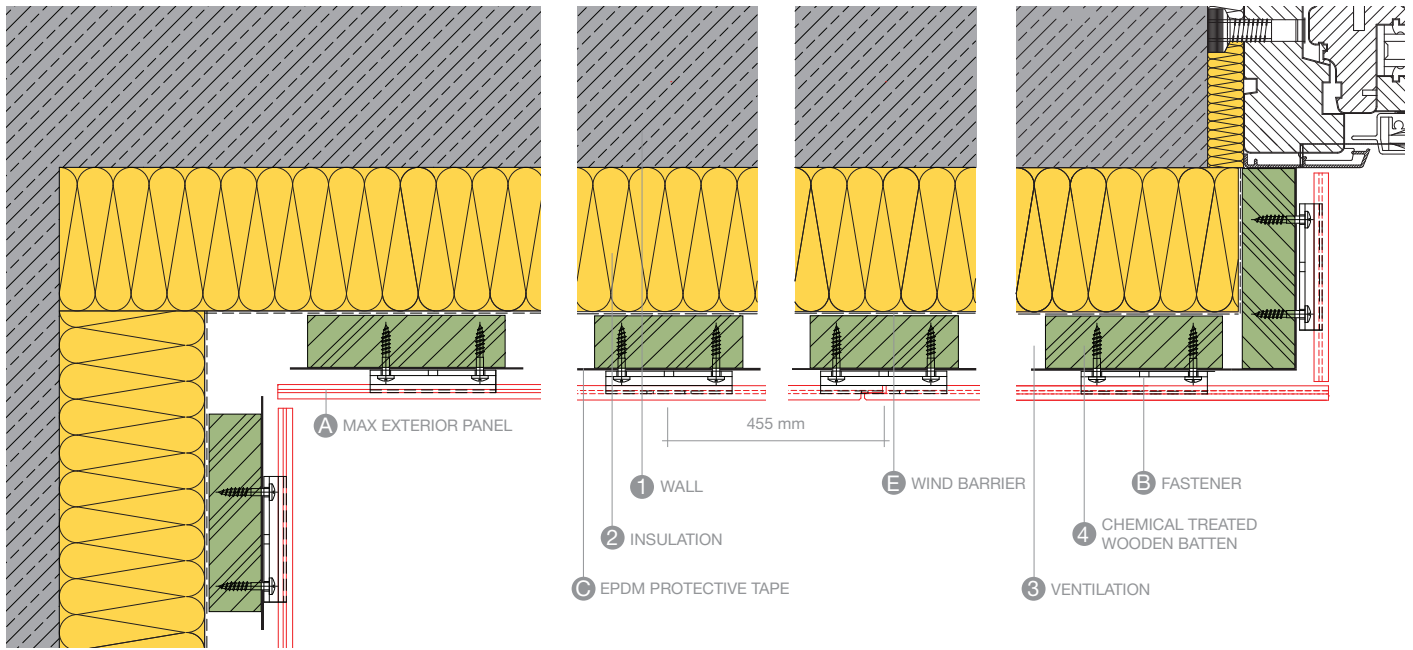 A MAX EXTERIOR PANEL
455 mm
1 WALL
E WIND BARRIER
B FASTENER
2 INSULATION
4 CHEMICAL TREATED
WOODEN BATTEN
C EPDM PROTECTIVE TAPE
3 VENTILATION